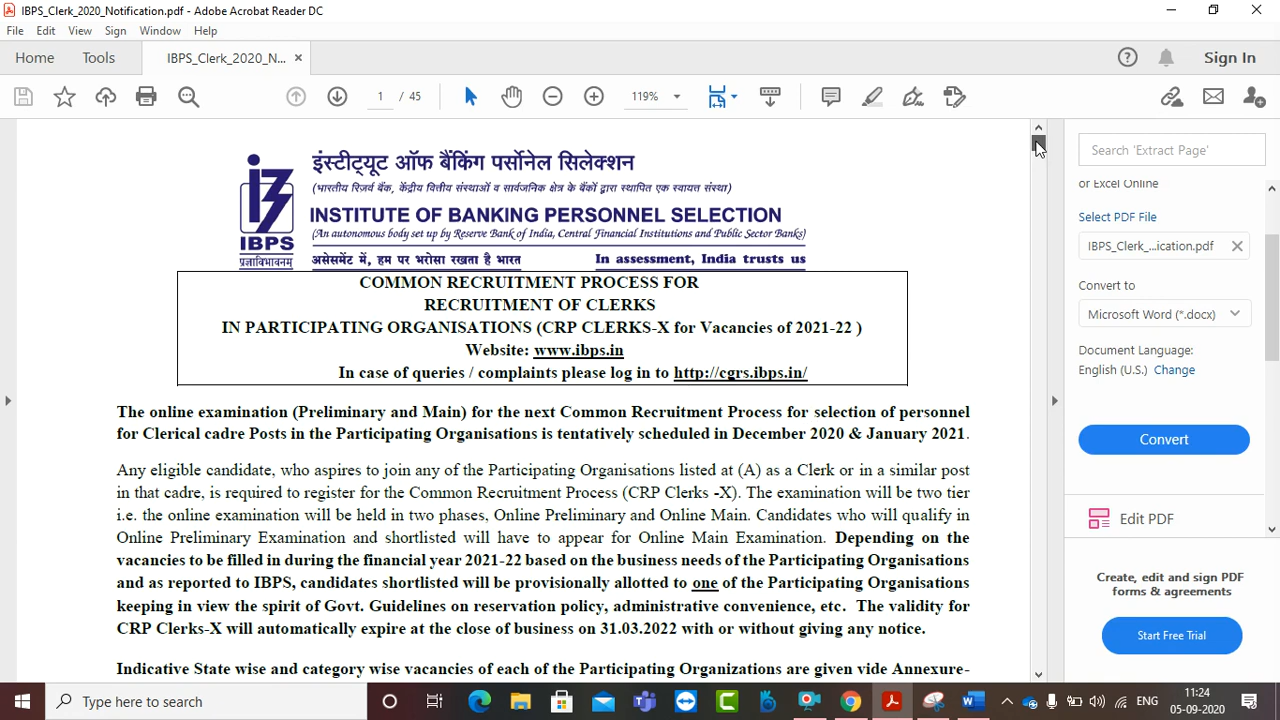 IBPS_Clerk_2020_Notification.pdf - Adobe Acrobat Reader DC
File Edit View Sign Window Help
Home Tools IBPS_Clerk_2020_N... Sign In
1 / 45 119%
इंस्टीट्यूट ऑफ बैंकिंग पर्सोनेल सिलेक्शन
(भारतीय रिज़र्व बैंक, केंद्रीय वित्तीय संस्थाओं व सार्वजनिक क्षेत्र के बैंकों द्वारा स्थापित एक स्वायत्त संस्था)
INSTITUTE OF BANKING PERSONNEL SELECTION
(An autonomous body set up by Reserve Bank of India, Central Financial Institutions and Public Sector Banks)
IBPS
प्रज्ञाविभावनम् असेसमेंट में, हम पर भरोसा रखता है भारत In assessment, India trusts us
COMMON RECRUITMENT PROCESS FOR
RECRUITMENT OF CLERKS
IN PARTICIPATING ORGANISATIONS (CRP CLERKS-X for Vacancies of 2021-22 )
Website: www.ibps.in
In case of queries / complaints please log in to http://cgrs.ibps.in/
The online examination (Preliminary and Main) for the next Common Recruitment Process for selection of personnel
for Clerical cadre Posts in the Participating Organisations is tentatively scheduled in December 2020 & January 2021.
Any eligible candidate, who aspires to join any of the Participating Organisations listed at (A) as a Clerk or in a similar post
in that cadre, is required to register for the Common Recruitment Process (CRP Clerks -X). The examination will be two tier
i.e. the online examination will be held in two phases, Online Preliminary and Online Main. Candidates who will qualify in
Online Preliminary Examination and shortlisted will have to appear for Online Main Examination. Depending on the
vacancies to be filled in during the financial year 2021-22 based on the business needs of the Participating Organisations
and as reported to IBPS, candidates shortlisted will be provisionally allotted to one of the Participating Organisations
keeping in view the spirit of Govt. Guidelines on reservation policy, administrative convenience, etc. The validity for
CRP Clerks-X will automatically expire at the close of business on 31.03.2022 with or without giving any notice.
Indicative State wise and category wise vacancies of each of the Participating Organizations are given vide Annexure-
Search 'Extract Page'
or Excel Online
Select PDF File
IBPS_Clerk_...ication.pdf
Convert to
Microsoft Word (*.docx)
Document Language:
English (U.S.) Change
Convert
Edit PDF
Create, edit and sign PDF
forms & agreements
Start Free Trial
Type here to search
ENG
11:24
05-09-2020